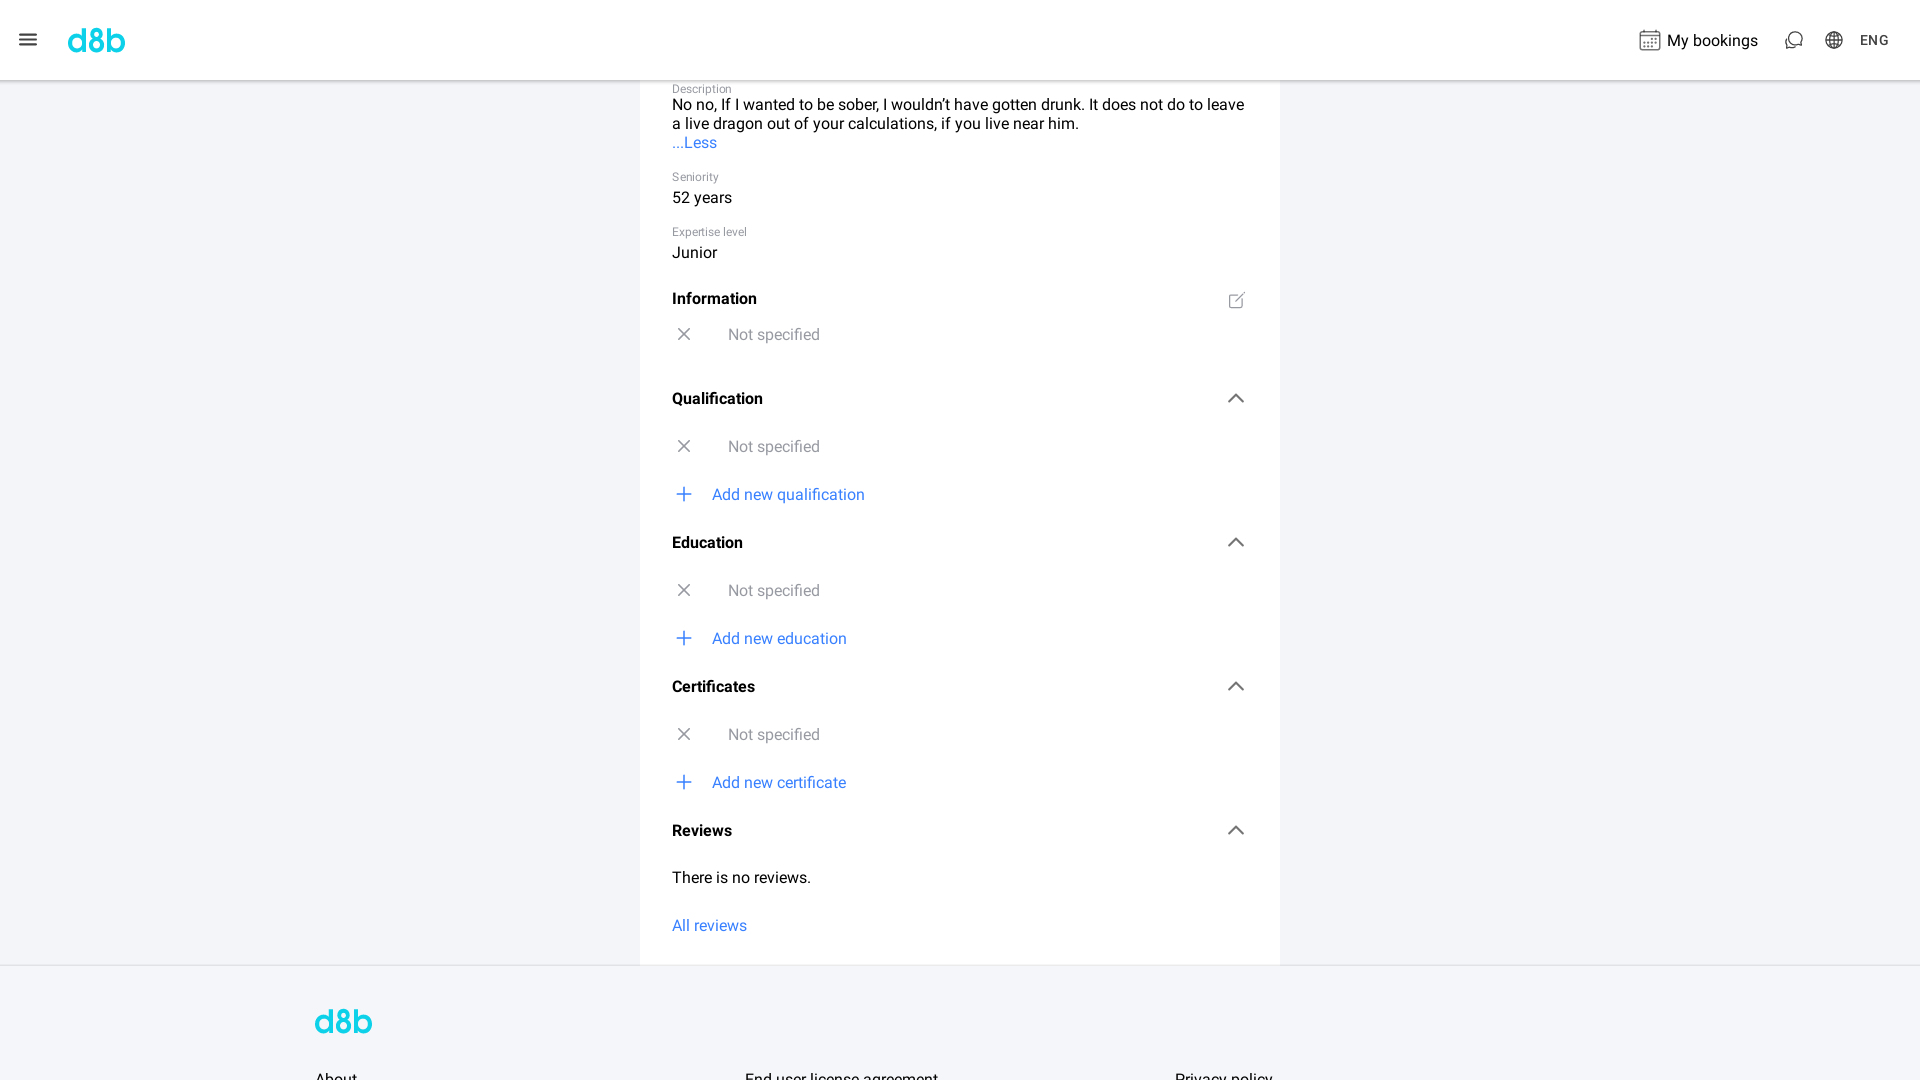 d8b
My bookings
ENG
Description
No no, If I wanted to be sober, I wouldn’t have gotten drunk. It does not do to leave
a live dragon out of your calculations, if you live near him.
...Less
Seniority
52 years
Expertise level
Junior
Information
Not specified
Qualification
Not specified
Add new qualification
Education
Not specified
Add new education
Certificates
Not specified
Add new certificate
Reviews
There is no reviews.
All reviews
d8b
About
End user license agreement
Privacy policy